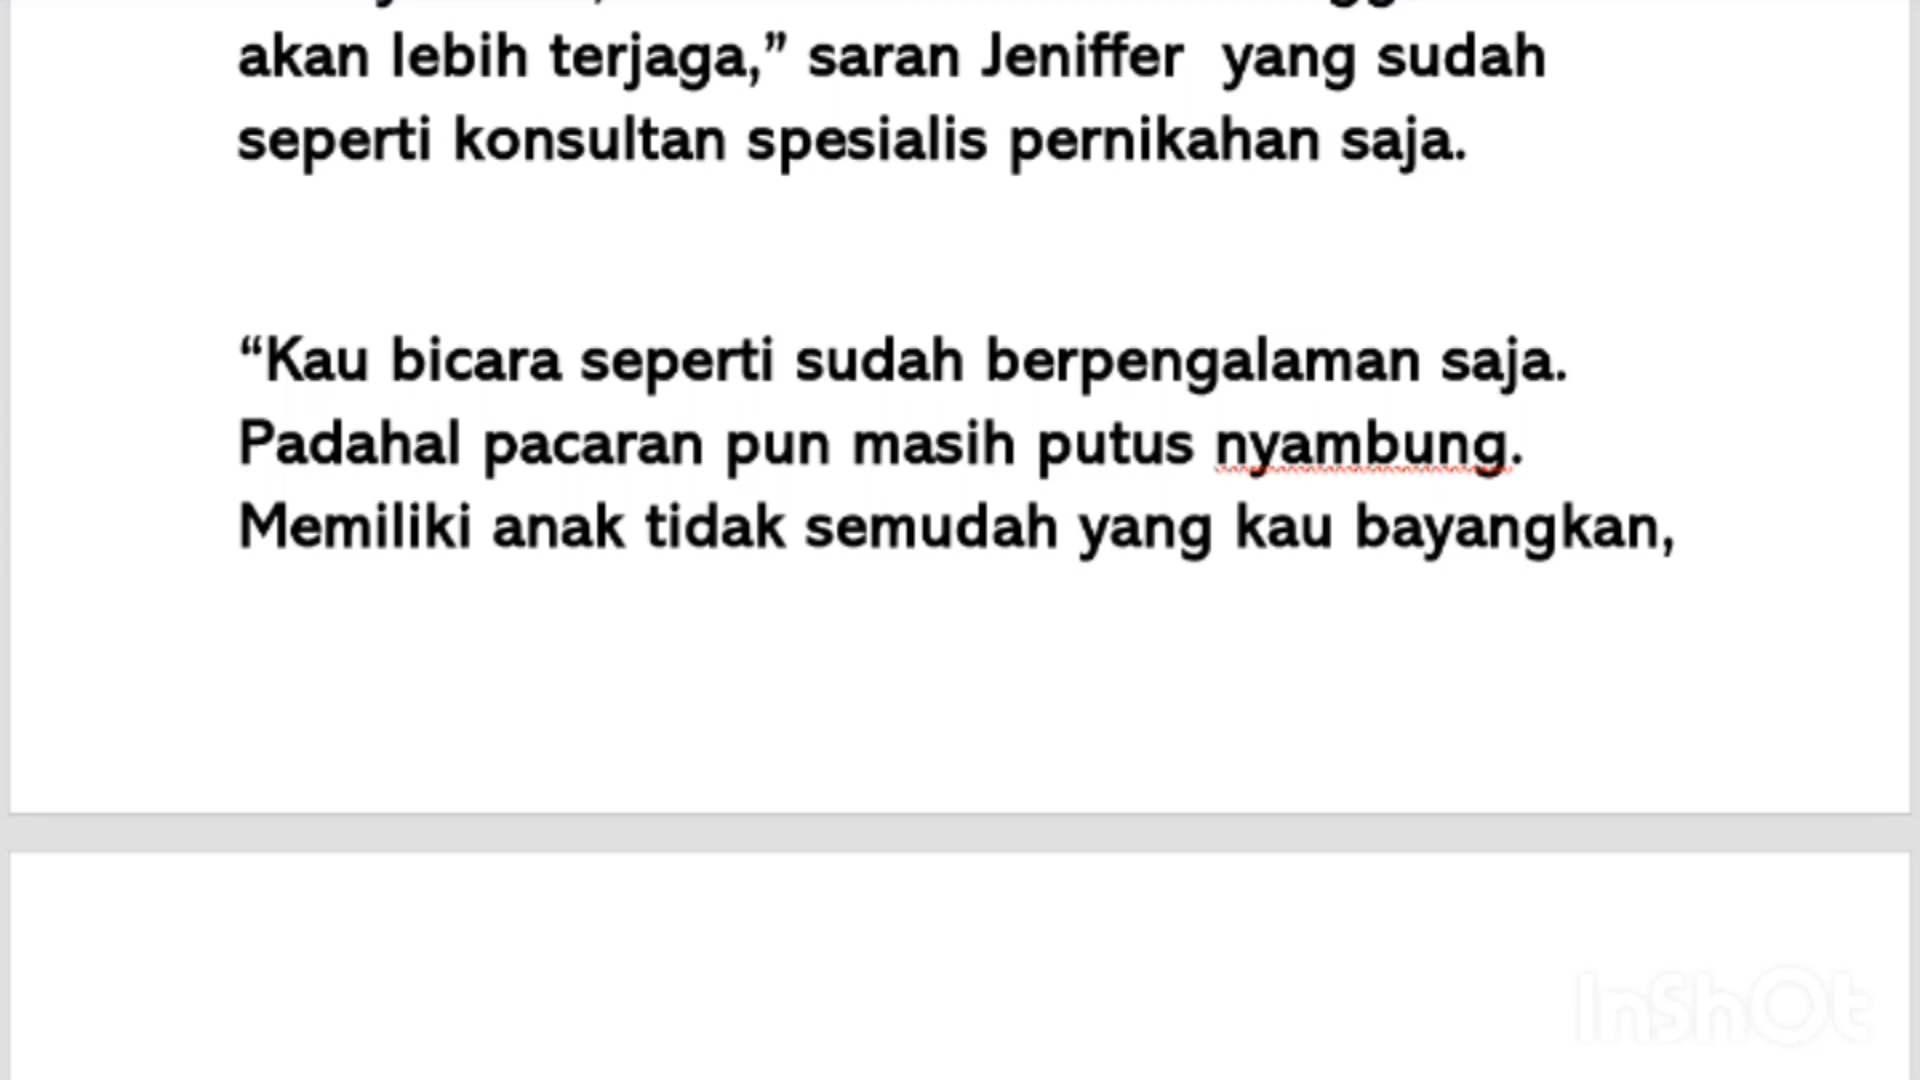 akan lebih terjaga,” saran Jeniffer  yang sudah
seperti konsultan spesialis pernikahan saja.
“Kau bicara seperti sudah berpengalaman saja.
Padahal pacaran pun masih putus nyambung.
Memiliki anak tidak semudah yang kau bayangkan,
InShOt